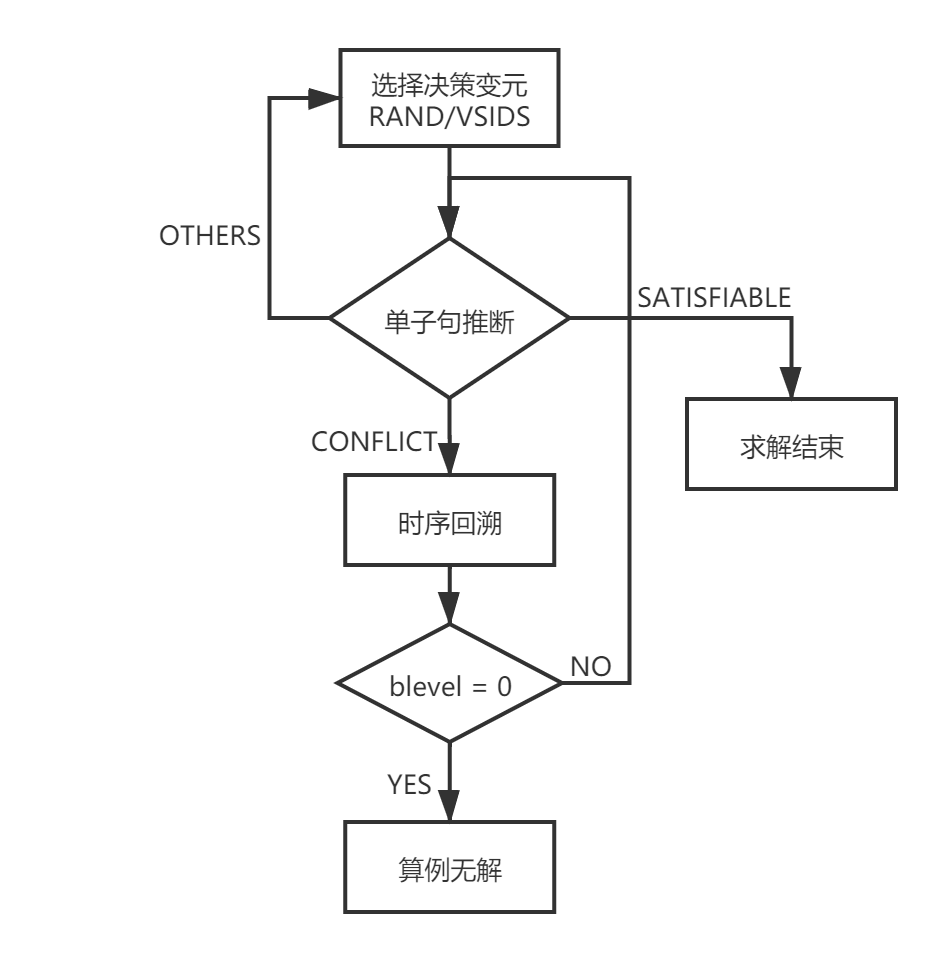 选择决策变元
RAND/VSIDS
OTHERS
SATISFIABLE
单子句推断
CONFLICT
求解结束
时序回溯
NO
blevel = 0
YES
算例无解